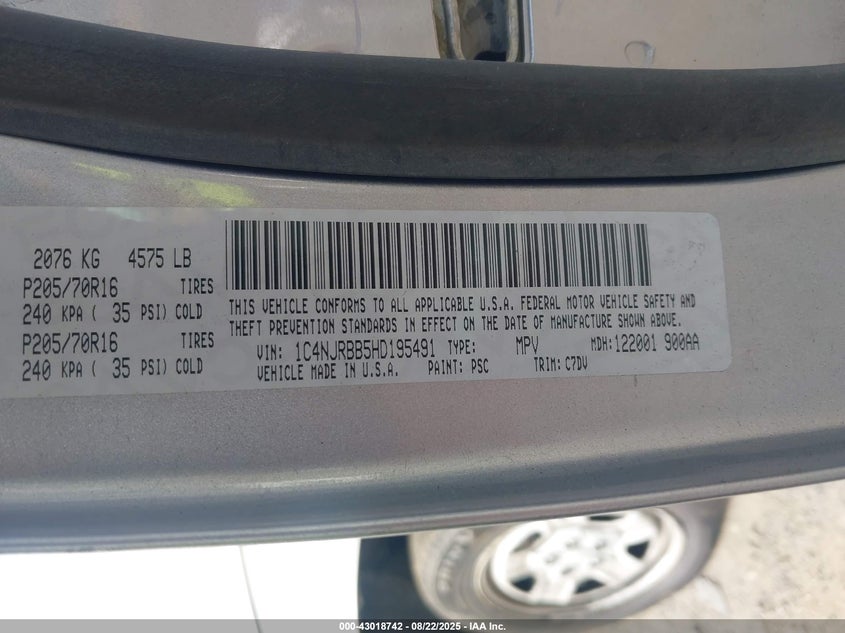 2076 KG 4575 LB
P205/70R16 TIRES
240 KPA ( 35 PSI) COLD
P205/70R16 TIRES
240 KPA ( 35 PSI) COLD
THIS VEHICLE CONFORMS TO ALL APPLICABLE U.S.A. FEDERAL MOTOR VEHICLE SAFETY AND
THEFT PREVENTION STANDARDS IN EFFECT ON THE DATE OF MANUFACTURE SHOWN ABOVE.
VIN: 1C4NJRBB5HD195491 TYPE: MPV MDH:122001 900AA
VEHICLE MADE IN U.S.A. PAINT: PSC TRIM: C7DV
000-43018742 - 08/22/2025 - IAA Inc.